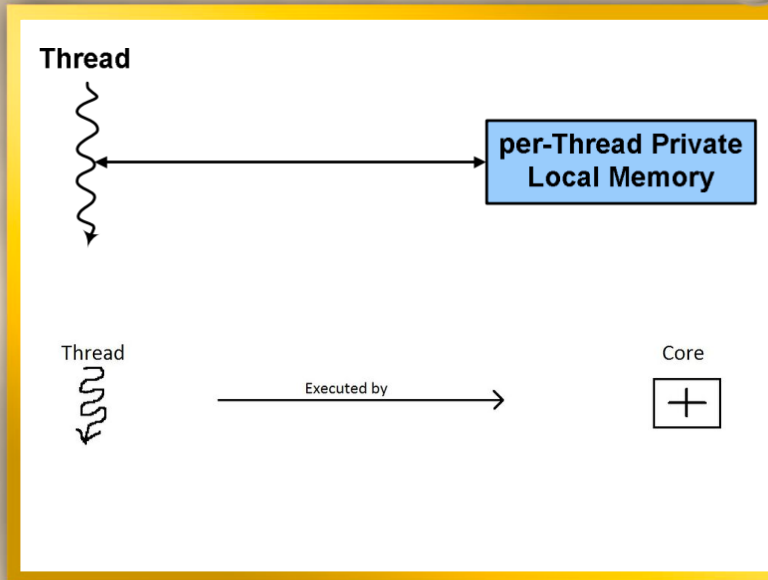 Thread
per-Thread Private
Local Memory
Thread
Executed by
Core